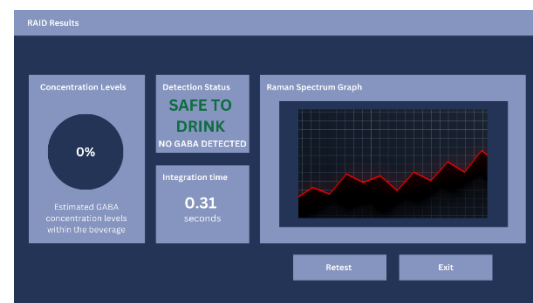 RAID Results
Concentration Levels
0%
Estimated GABA
concentration levels
within the beverage
Detection Status
SAFE TO
DRINK
NO GABA DETECTED
Integration time
0.31
seconds
Raman Spectrum Graph
Retest
Exit